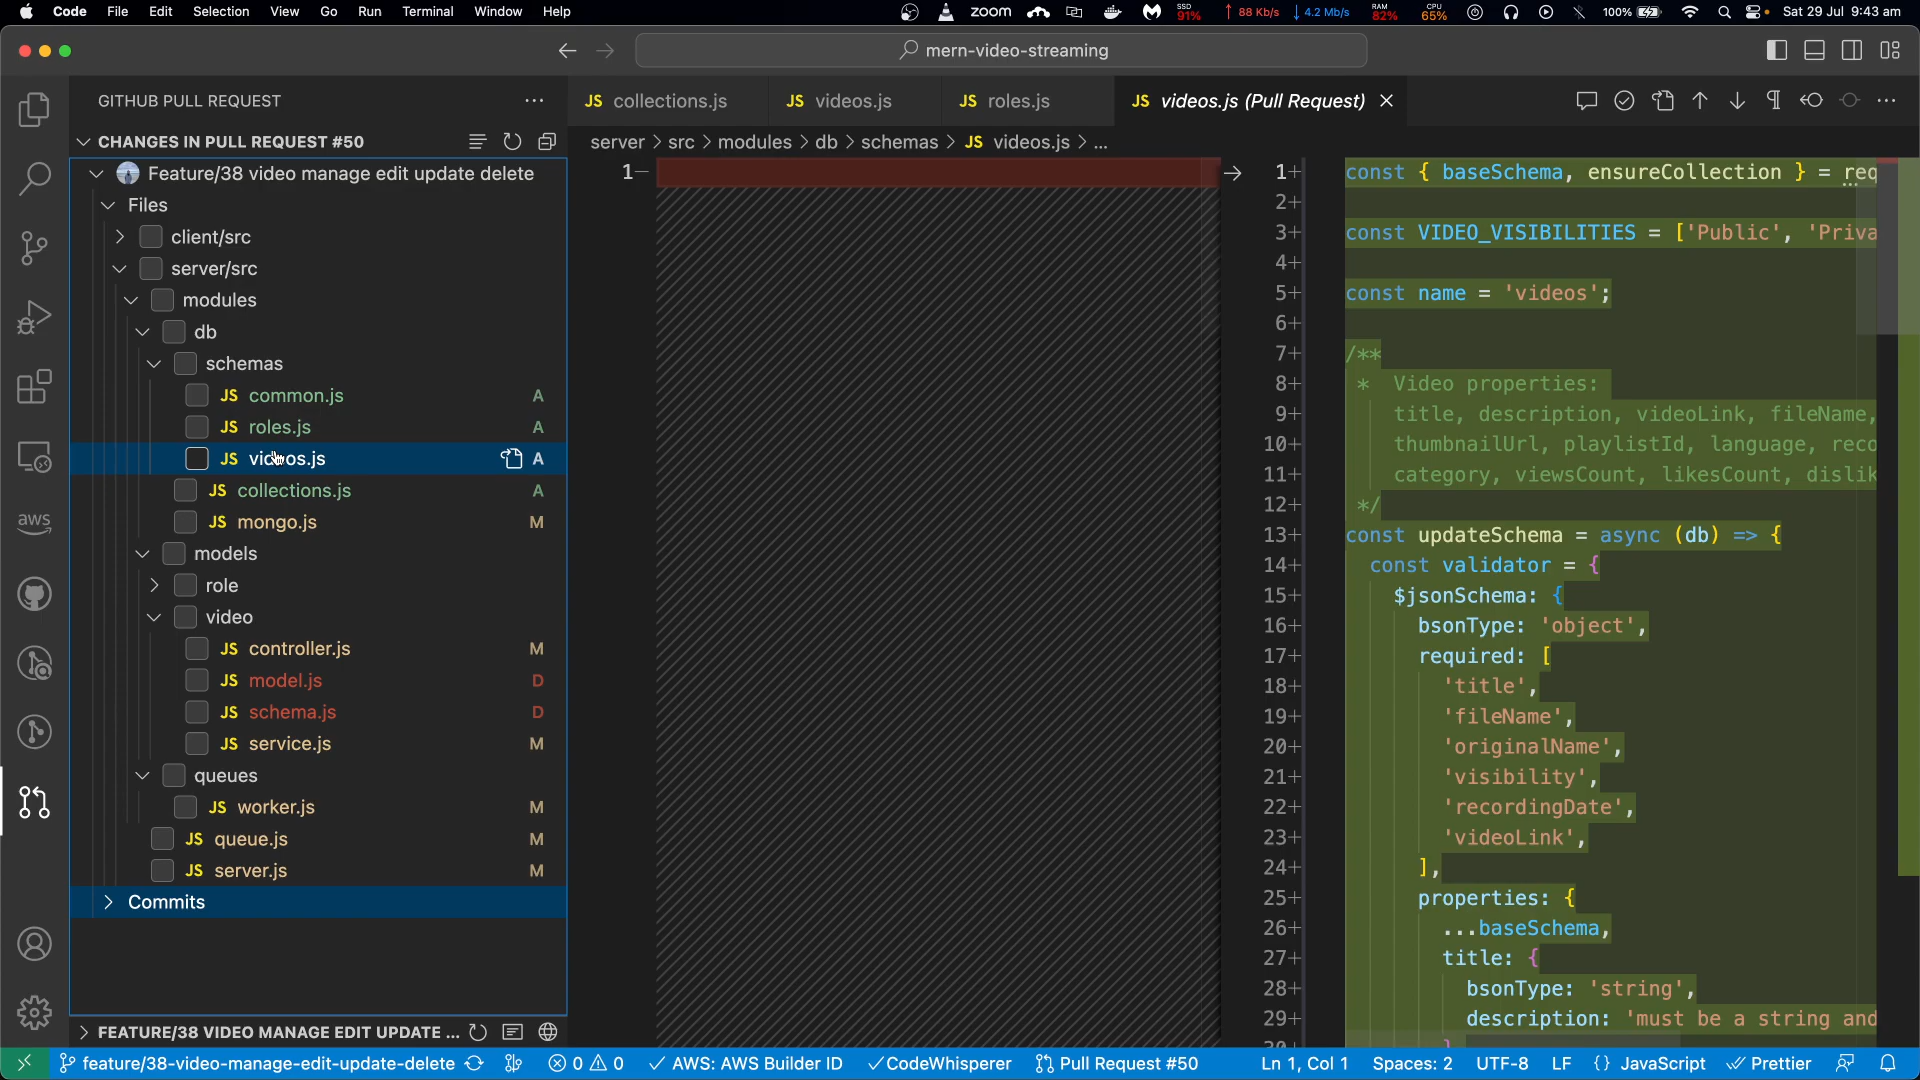 Code File Edit Selection View Go Run Terminal Window Help zoom SSD 91% 88 Kb/s 4.2 Mb/s RAM 82% CPU 65% 100% Sat 29 Jul 9:43 am
mern-video-streaming
GITHUB PULL REQUEST
CHANGES IN PULL REQUEST #50
Feature/38 video manage edit update delete
Files
client/src
server/src
modules
db
schemas
JS common.js A
JS roles.js A
JS videos.js A
JS collections.js A
JS mongo.js M
models
role
video
JS controller.js M
JS model.js D
JS schema.js D
JS service.js M
queues
JS worker.js M
JS queue.js M
JS server.js M
Commits
FEATURE/38 VIDEO MANAGE EDIT UPDATE ...
aws
JS collections.js JS videos.js JS roles.js JS videos.js (Pull Request)
server > src > modules > db > schemas > JS videos.js > ...
1−
1+ const { baseSchema, ensureCollection } = req
2+
3+ const VIDEO_VISIBILITIES = ['Public', 'Priva
4+
5+ const name = 'videos';
6+
7+ /**
8+ * Video properties:
9+ title, description, videoLink, fileName,
10+ thumbnailUrl, playlistId, language, reco
11+ category, viewsCount, likesCount, dislik
12+ */
13+ const updateSchema = async (db) => {
14+ const validator = {
15+ $jsonSchema: {
16+ bsonType: 'object',
17+ required: [
18+ 'title',
19+ 'fileName',
20+ 'originalName',
21+ 'visibility',
22+ 'recordingDate',
23+ 'videoLink',
24+ ],
25+ properties: {
26+ ...baseSchema,
27+ title: {
28+ bsonType: 'string',
29+ description: 'must be a string and
30+ }
feature/38-video-manage-edit-update-delete 0 0 AWS: AWS Builder ID CodeWhisperer Pull Request #50 Ln 1, Col 1 Spaces: 2 UTF-8 LF {} JavaScript Prettier